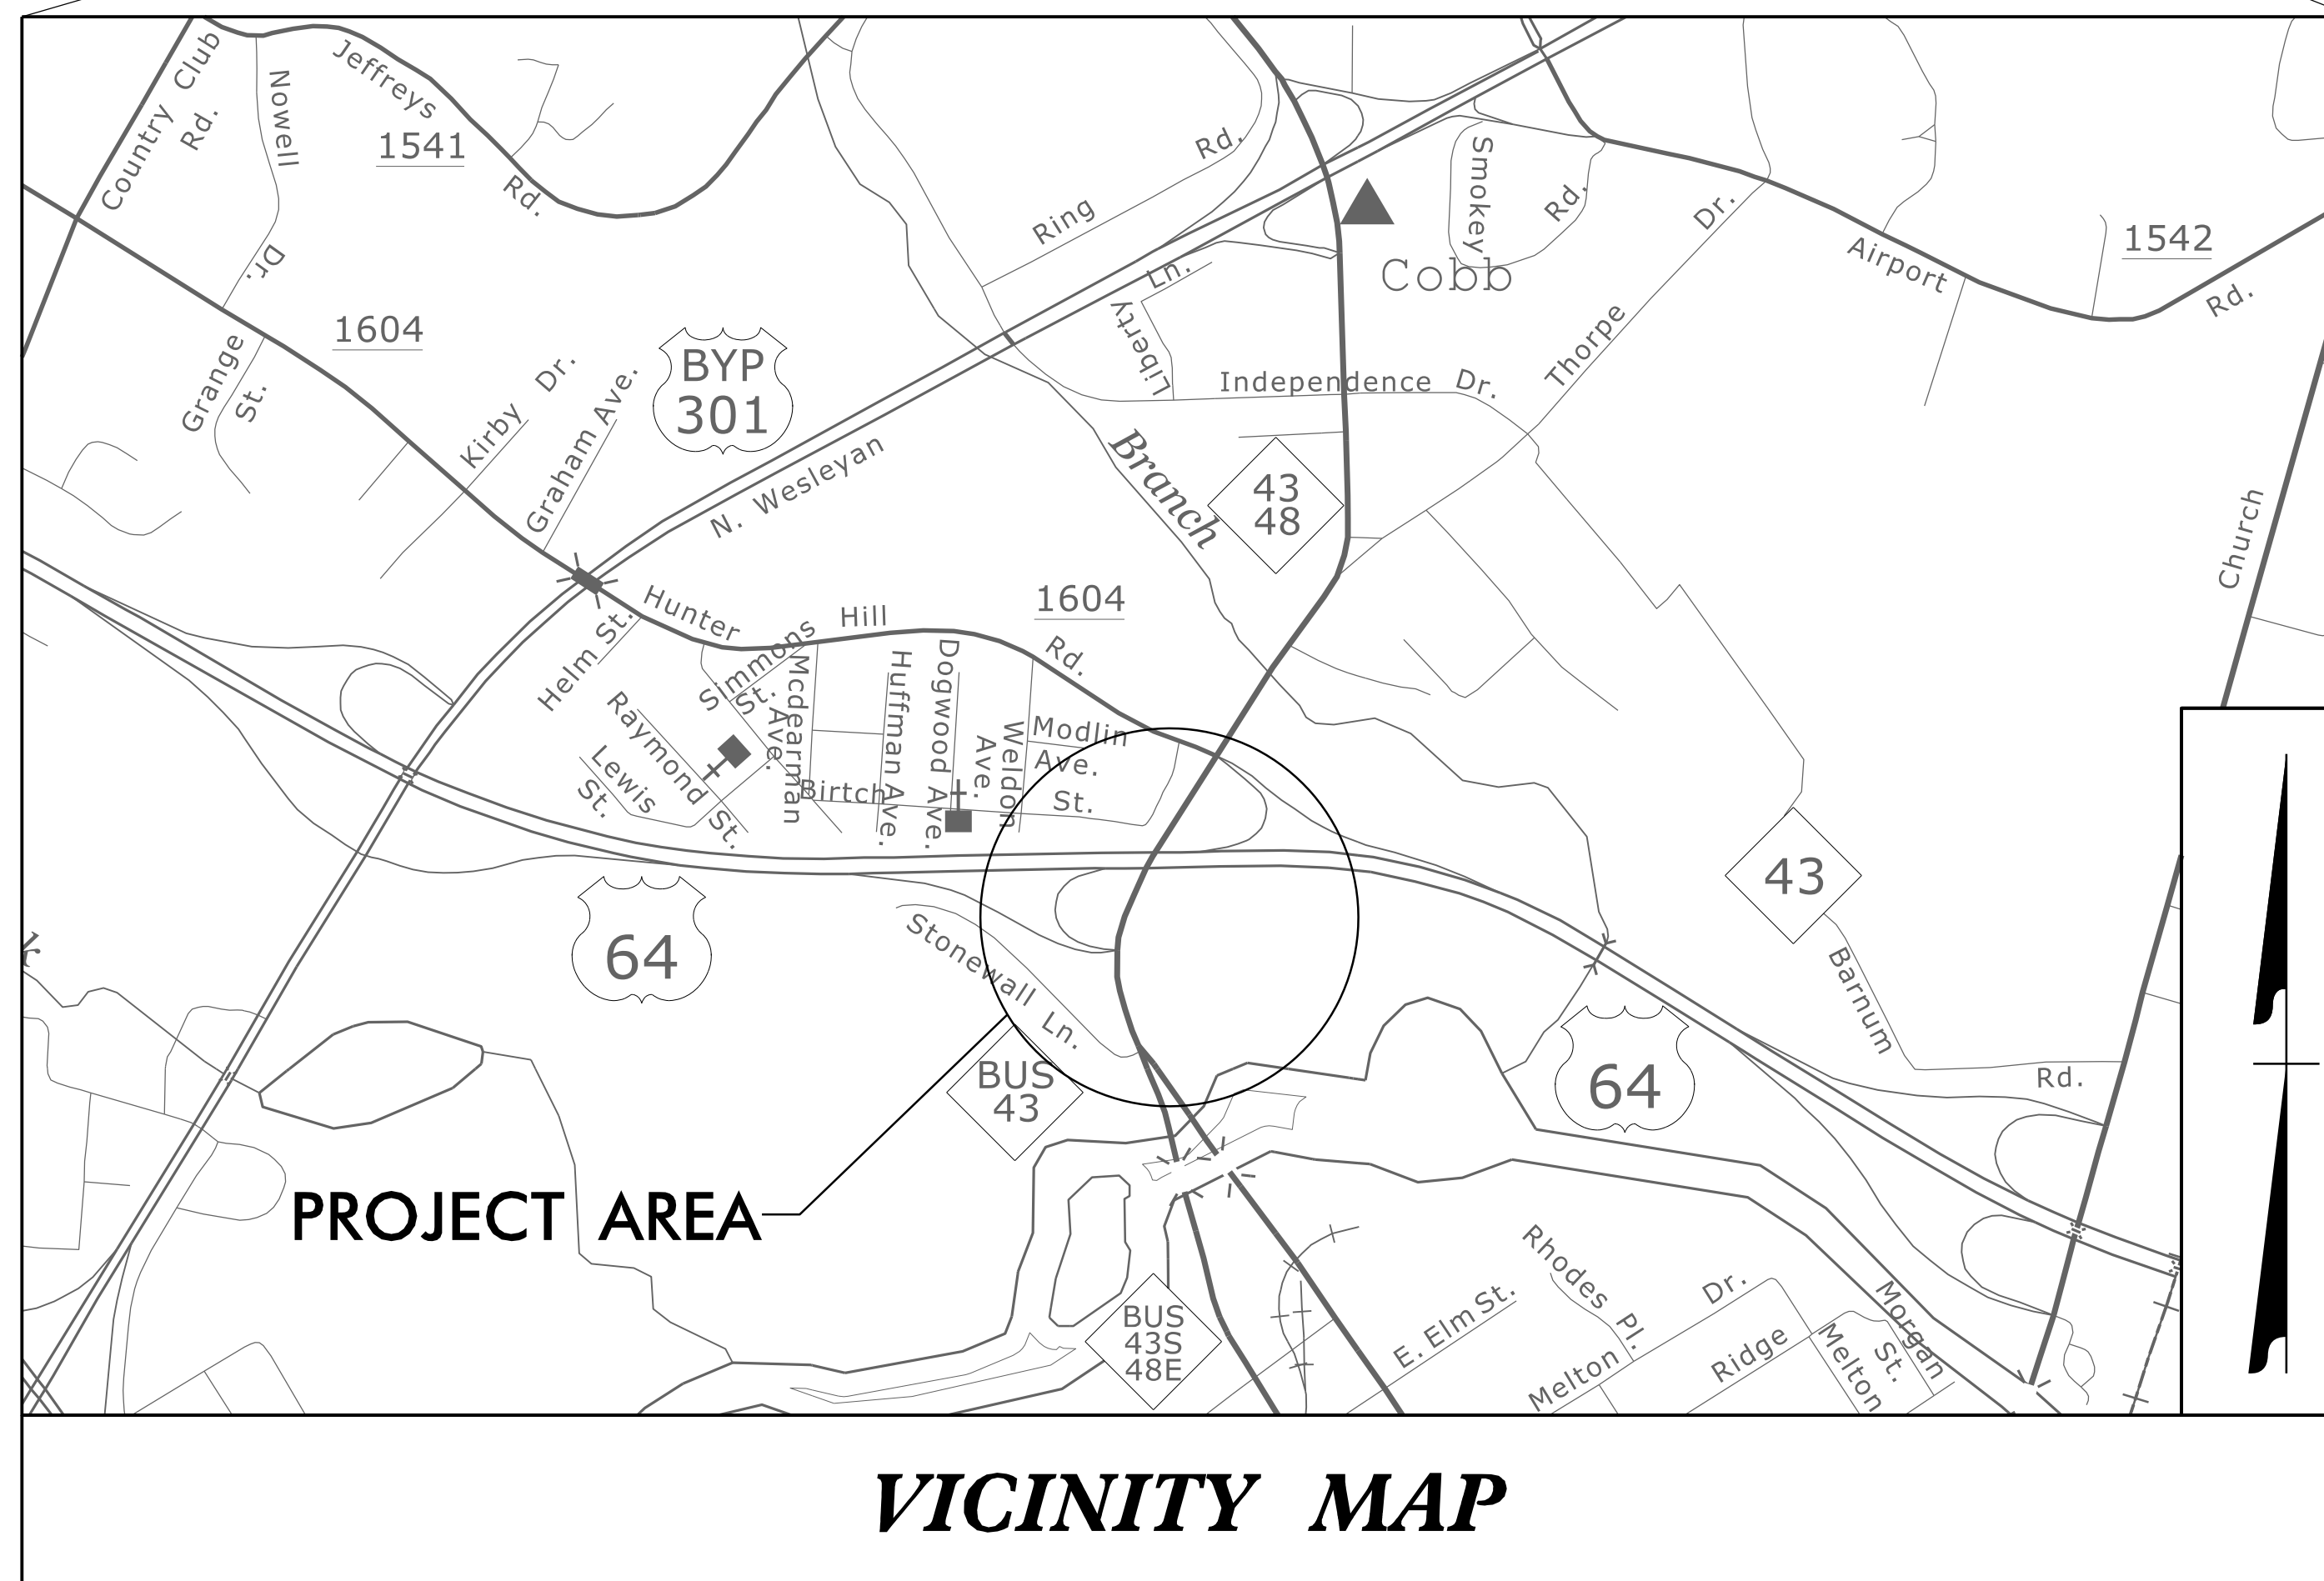 Country Club
Rd.
Nowell
Dr.
Jeffreys
Rd.
1541
Ring
Rd.
Smokey
Rd.
Cobb
Thorpe
Dr.
Airport
Rd.
1542
1604
Grange
St.
Kirby Dr.
Graham Ave.
BYP
301
N. Wesleyan
Liberty
Ln.
Independence Dr.
Branch
43
48
Church
Hunter
Hill
Rd.
1604
Helm St.
Simmons
St.
Raymond
St.
Lewis
St.
Mcdearman
Ave.
Huffman Ave.
Dogwood Ave.
Weldon
Ave.
Modlin
Ave.
Birtch
St.
43
Barnum
Rd.
64
Stonewall Ln.
k
64
BUS
43
PROJECT AREA
BUS
43S
48E
E. Elm St.
Rhodes
Pl.
Melton
Dr.
Ridge
Melton
St.
Morgan
VICINITY MAP